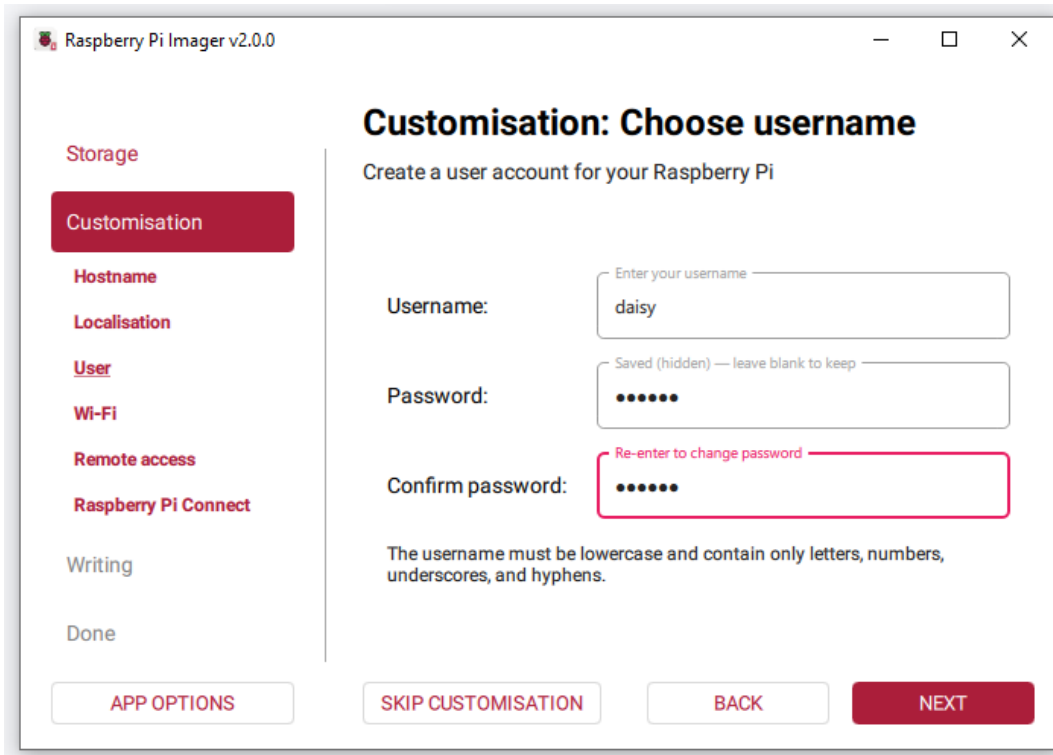 Raspberry Pi Imager v2.0.0
Storage
Customisation
Hostname
Localisation
User
Wi-Fi
Remote access
Raspberry Pi Connect
Writing
Done
APP OPTIONS
Customisation: Choose username
Create a user account for your Raspberry Pi
Enter your username
Username:
daisy
Saved (hidden) — leave blank to keep
Password:
••••••
Re-enter to change password
Confirm password:
••••••
The username must be lowercase and contain only letters, numbers,
underscores, and hyphens.
SKIP CUSTOMISATION
BACK
NEXT